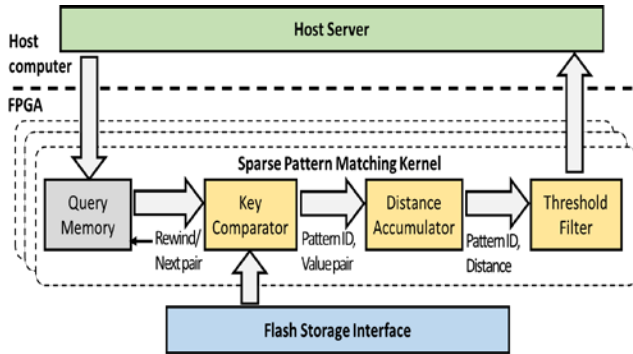 Host Server
Host
computer
FPGA
Sparse Pattern Matching Kernel
Query
Memory
Rewind/
Next pair
Key
Comparator
Pattern ID,
Value pair
Distance
Accumulator
Pattern ID,
Distance
Threshold
Filter
Flash Storage Interface